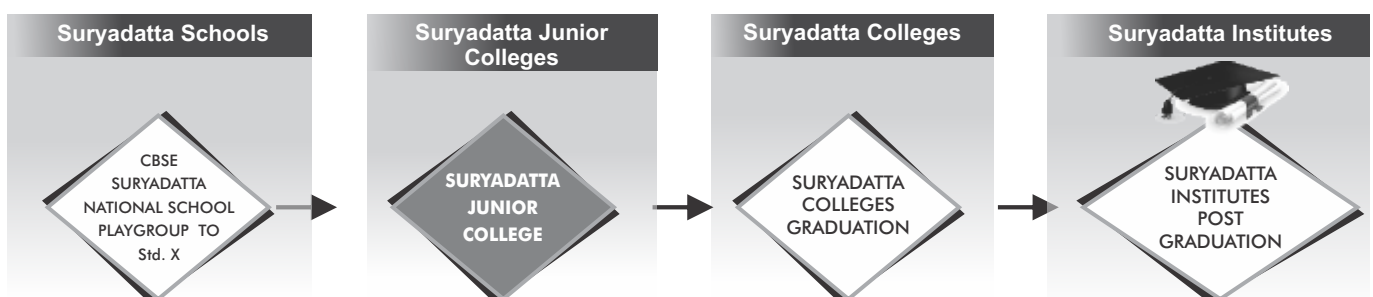 Suryadatta Schools
CBSE
SURYADATTA
NATIONAL SCHOOL
PLAYGROUP TO
Std. X
Suryadatta Junior
Colleges
SURYADATTA
JUNIOR
COLLEGE
Suryadatta Colleges
SURYADATTA
COLLEGES
GRADUATION
Suryadatta Institutes
SURYADATTA
INSTITUTES
POST
GRADUATION